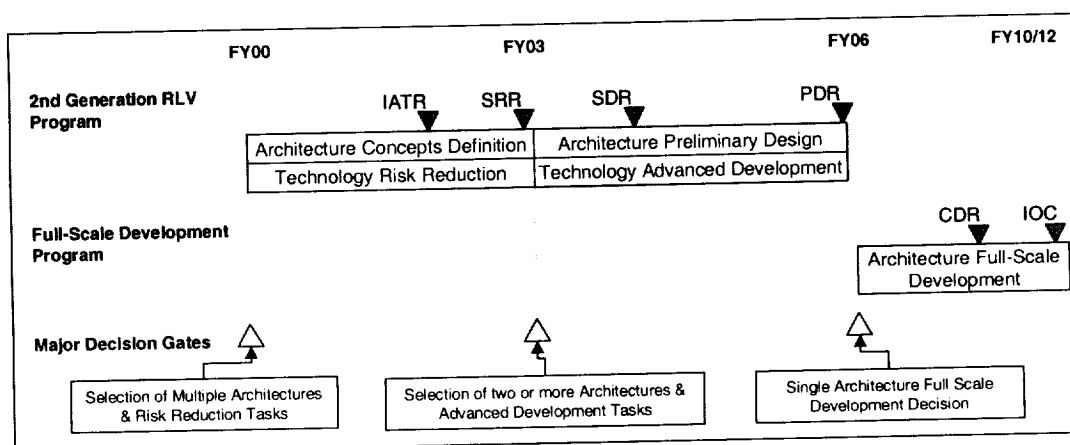 FY00 FY03 FY06 FY10/12
2nd Generation RLV
Program
IATR SRR SDR PDR
Architecture Concepts Definition Architecture Preliminary Design
Technology Risk Reduction Technology Advanced Development
Full-Scale Development
Program
CDR IOC
Architecture Full-Scale
Development
Major Decision Gates
Selection of Multiple Architectures
& Risk Reduction Tasks
Selection of two or more Architectures &
Advanced Development Tasks
Single Architecture Full Scale
Development Decision